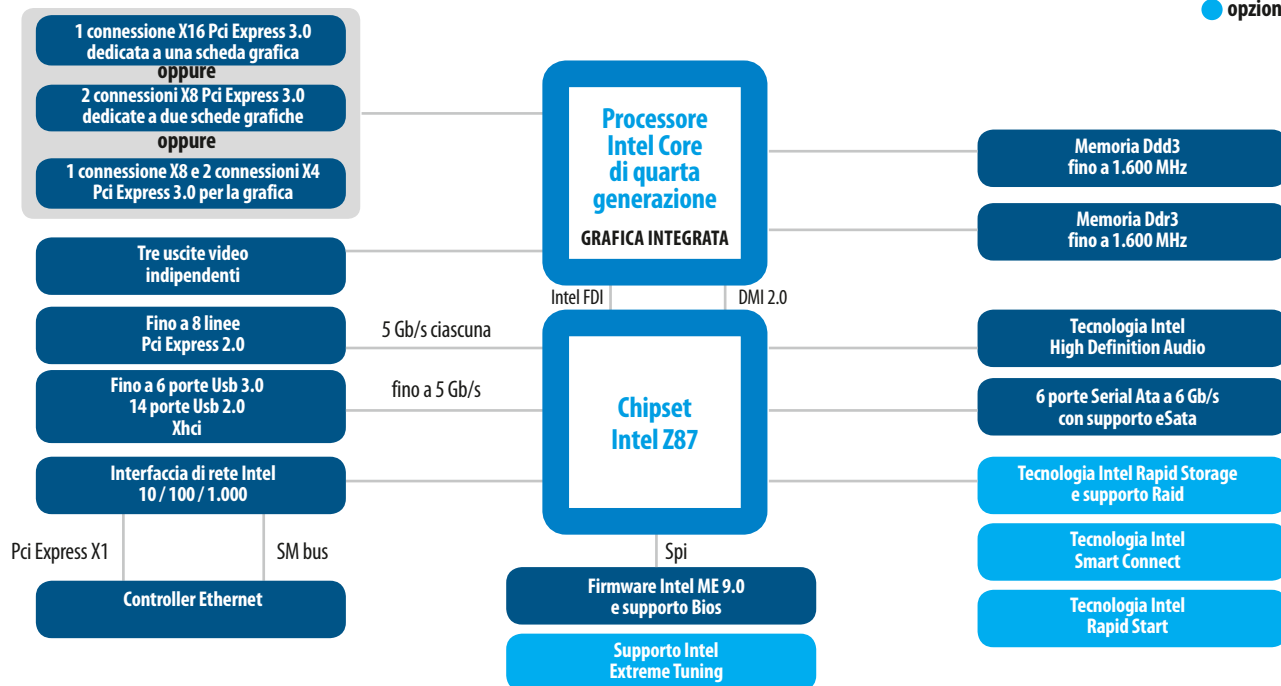 opzion
1 connessione X16 Pci Express 3.0
dedicata a una scheda grafica
oppure
2 connessioni X8 Pci Express 3.0
dedicate a due schede grafiche
oppure
1 connessione X8 e 2 connessioni X4
Pci Express 3.0 per la grafica
Tre uscite video
indipendenti
Fino a 8 linee
Pci Express 2.0
5 Gb/s ciascuna
Fino a 6 porte Usb 3.0
14 porte Usb 2.0
Xhci
fino a 5 Gb/s
Interfaccia di rete Intel
10 / 100 / 1.000
Pci Express X1
SM bus
Controller Ethernet
Processore
Intel Core
di quarta
generazione
GRAFICA INTEGRATA
Intel FDI
DMI 2.0
Chipset
Intel Z87
Spi
Firmware Intel ME 9.0
e supporto Bios
Supporto Intel
Extreme Tuning
Memoria Ddd3
fino a 1.600 MHz
Memoria Ddr3
fino a 1.600 MHz
Tecnologia Intel
High Definition Audio
6 porte Serial Ata a 6 Gb/s
con supporto eSata
Tecnologia Intel Rapid Storage
e supporto Raid
Tecnologia Intel
Smart Connect
Tecnologia Intel
Rapid Start